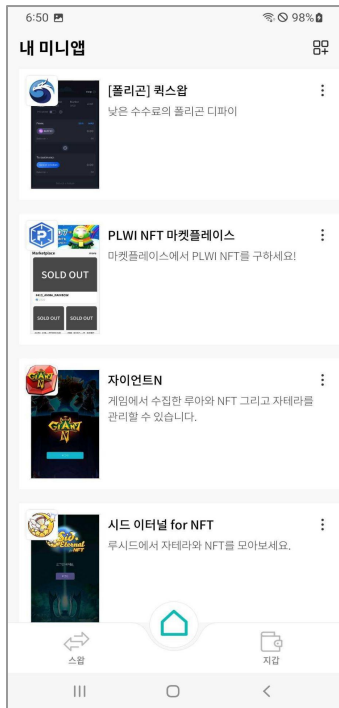 6:50
98%
내 미니앱
[폴리곤] 퀵스왑
낮은 수수료의 폴리곤 디파이
PLWI NFT 마켓플레이스
마켓플레이스에서 PLWI NFT를 구하세요!
Marketplace
SOLD OUT
SOLD OUT
SOLD OUT
자이언트N
게임에서 수집한 루아와 NFT 그리고 자테라를
관리할 수 있습니다.
GIANT
N
시드 이터널 for NFT
루시드에서 자테라와 NFT를 모아보세요.
Sid.
Eternal
NFT
스왑
지갑